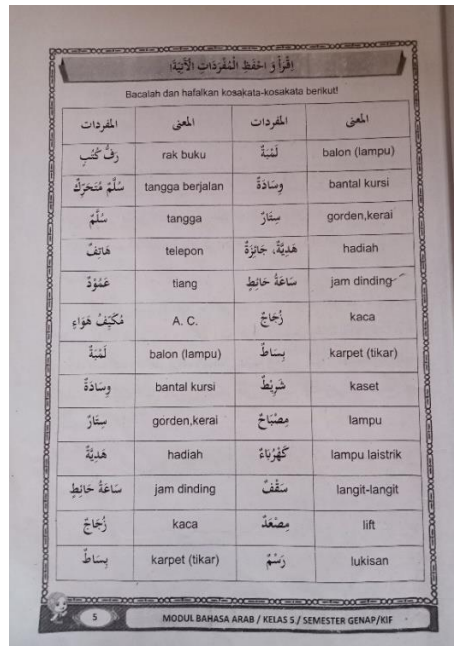 اِقْرَأْ وَ احْفَظِ الْمُفْرَدَاتِ الْآتِيَةَ!
Bacalah dan hafalkan kosakata-kosakata berikut!
المفردات المعنى المفردات المعنى
رَفُّ كُتُبٍ rak buku لَمْبَةٌ balon (lampu)
سُلَّمٌ مُتَحَرِّكٌ tangga berjalan وِسَادَةٌ bantal kursi
سُلَّمٌ tangga سِتَارٌ gorden,kerai
هَاتِفٌ telepon هَدِيَّةٌ، جَائِزَةٌ hadiah
عَمُوْدٌ tiang سَاعَةُ حَائِطٍ jam dinding
مُكَيِّفُ هَوَاءٍ A. C. زُجَاجٌ kaca
لَمْبَةٌ balon (lampu) بِسَاطٌ karpet (tikar)
وِسَادَةٌ bantal kursi شَرِيْطٌ kaset
سِتَارٌ gorden,kerai مِصْبَاحٌ lampu
هَدِيَّةٌ hadiah كَهْرُبَاءٌ lampu laistrik
سَاعَةُ حَائِطٍ jam dinding سَقْفٌ langit-langit
زُجَاجٌ kaca مِصْعَدٌ lift
بِسَاطٌ karpet (tikar) رَسْمٌ lukisan
5 MODUL BAHASA ARAB / KELAS 5 / SEMESTER GENAP/KIF